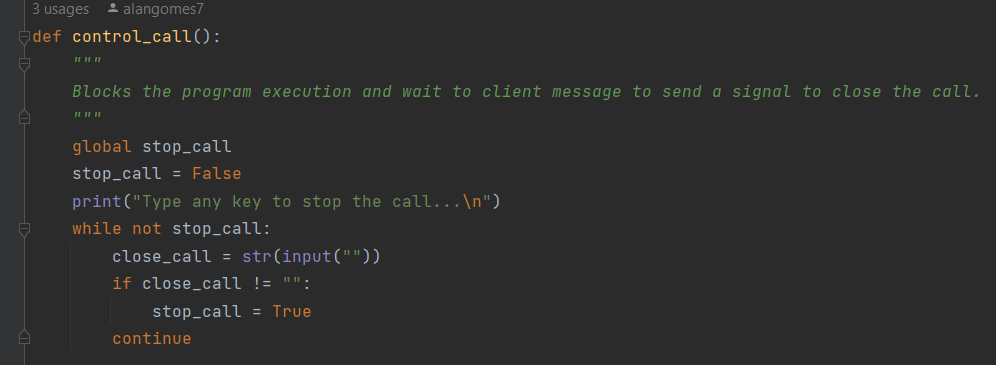 3 usages alangomes7
def control_call():
    """
    Blocks the program execution and wait to client message to send a signal to close the call.
    """
    global stop_call
    stop_call = False
    print("Type any key to stop the call...\n")
    while not stop_call:
        close_call = str(input(""))
        if close_call != "":
            stop_call = True
        continue